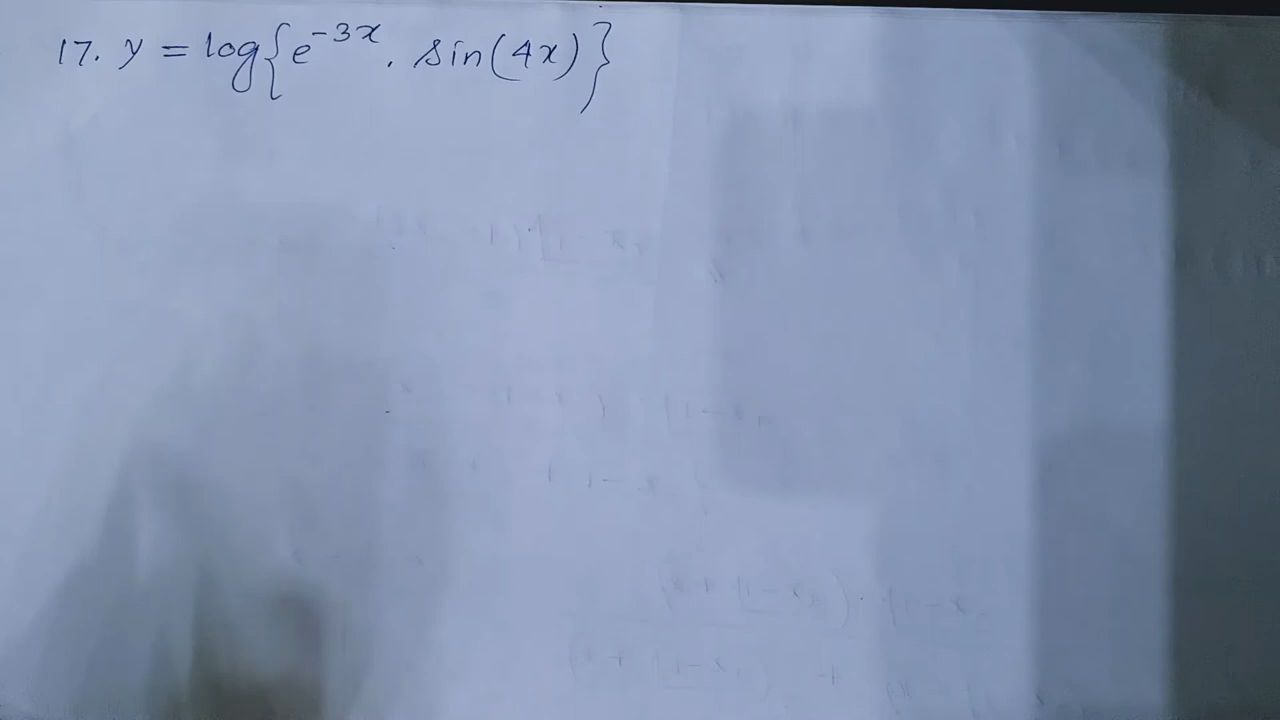 17. y = log{e^{-3x} . sin(4x)}